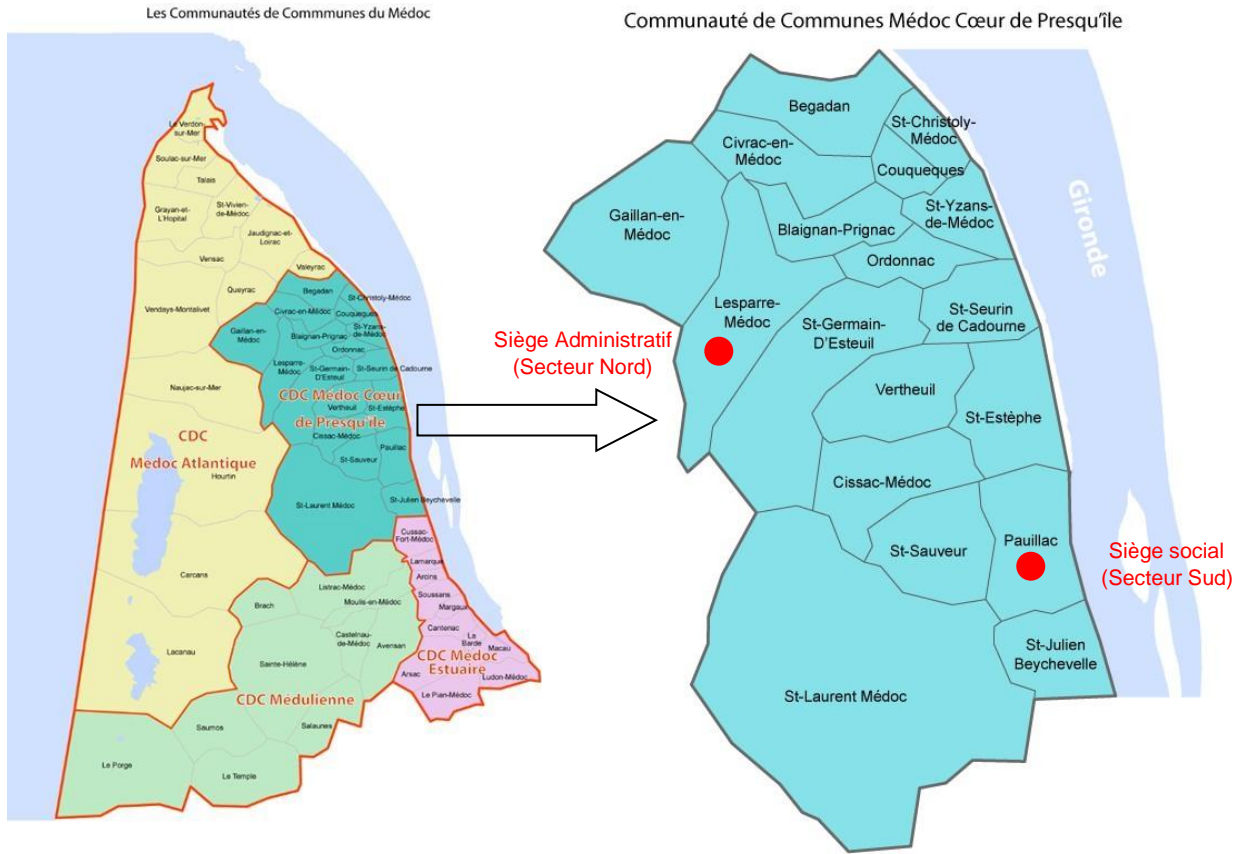 Les Communautés de Commmunes du Médoc
Le Verdon-
sur-Mer
Soulac-sur-Mer
Talais
Grayan-et-
L'Hopital
St-Vivien-
de-Médoc
Jaudignac-et-
Loirac
Vensac
Valeyrac
Queyrac
Vendays-Montalivet
Begadan
St-Christoly-Médoc
Civrac-en-Médoc
Couqueques
Gaillan-en-
Médoc
St-Yzans-
de-Médoc
Blaignan-Prignac
Ordonnac
Lesparre-
Médoc
St-Germain-
D'Esteuil
St-Seurin de Cadourne
Naujac-sur-Mer
CDC Médoc Cœur
de Presqu'île
Vertheuil
St-Estèphe
Cissac-Médoc
Pauillac
St-Sauveur
CDC
Médoc Atlantique
Hourtin
St-Laurent Médoc
St-Julien Beychevelle
Cussac-
Fort-Médoc
Lamarque
Arcins
Carcans
Listrac-Médoc
Soussans
Brach
Moulis-en-Médoc
Margaux
Cantenac
Castelnau-
de-Médoc
Avensan
La
Barde
Macau
Lacanau
Sainte-Hélène
CDC Médoc
Estuaire
Arsac
Ludon-Médoc
Le Pian-Médoc
CDC Médulienne
Saumos
Salaunes
Le Porge
Le Temple
Communauté de Communes Médoc Cœur de Presqu'île
Begadan
St-Christoly-
Médoc
Civrac-en-
Médoc
Couqueques
Gaillan-en-
Médoc
St-Yzans-
de-Médoc
Blaignan-Prignac
Ordonnac
Gironde
Lesparre-
Médoc
St-Germain-
D'Esteuil
St-Seurin
de Cadourne
Siège Administratif
(Secteur Nord)
Vertheuil
St-Estèphe
Cissac-Médoc
St-Sauveur
Pauillac
Siège social
(Secteur Sud)
St-Julien
Beychevelle
St-Laurent Médoc